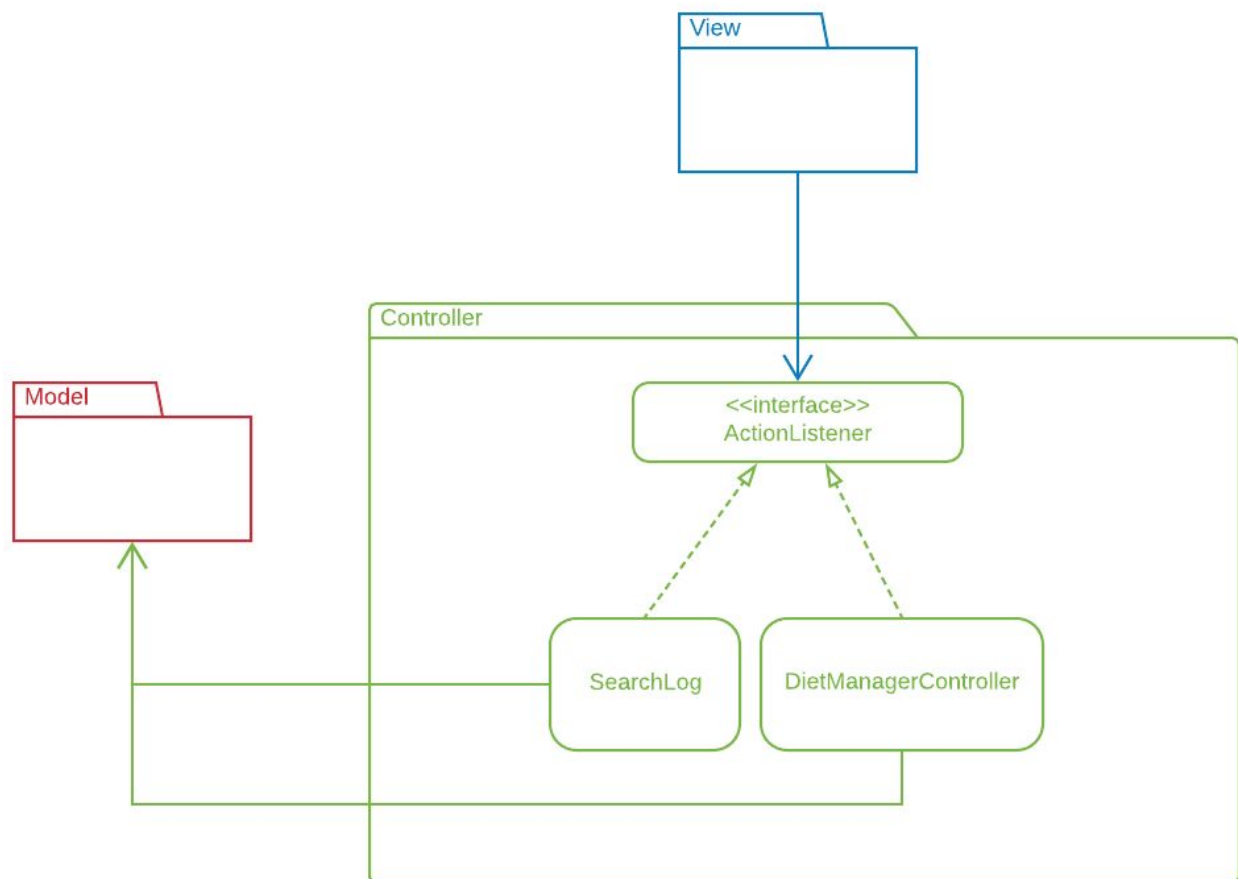 View
Controller
Model
<<interface>>
ActionListener
SearchLog
DietManagerController